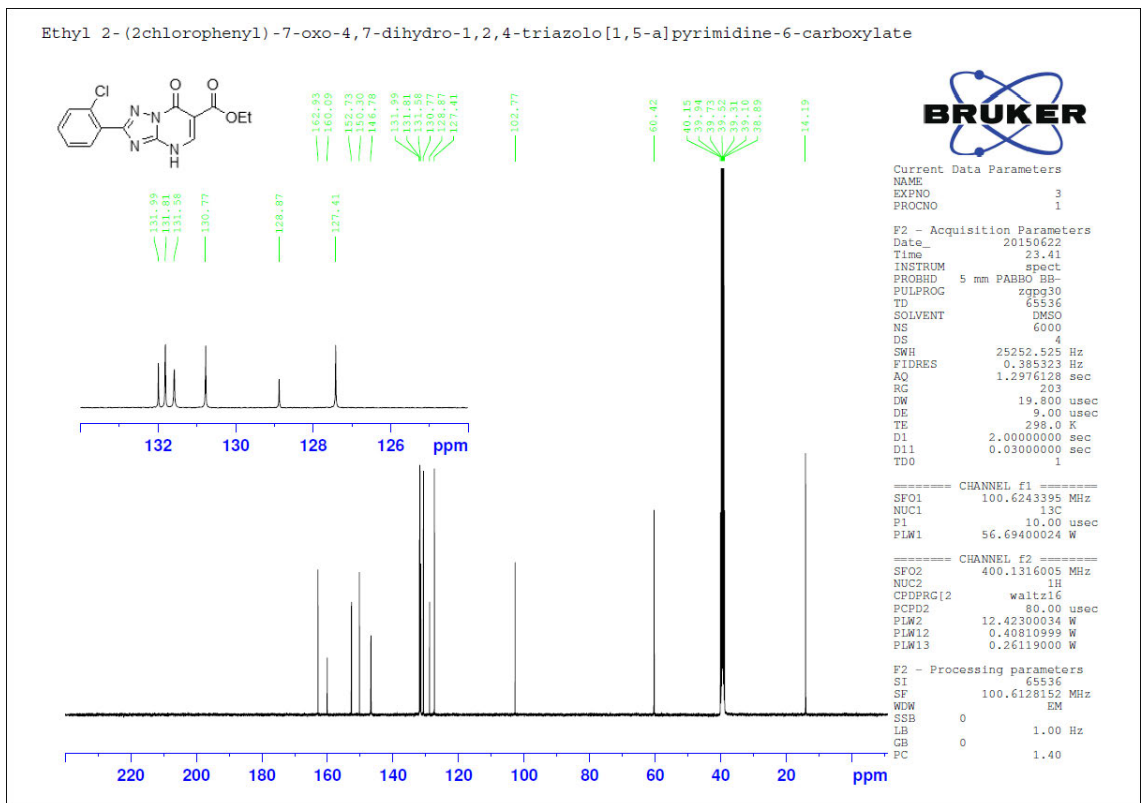 Ethyl 2-(2chlorophenyl)-7-oxo-4,7-dihydro-1,2,4-triazolo[1,5-a]pyrimidine-6-carboxylate
Cl
O
O
N
N
N
N
N
H
OEt
162.93
160.09
152.73
150.30
146.78
131.99
131.81
131.58
130.77
128.87
127.41
102.77
60.42
40.15
39.94
39.73
39.52
39.31
39.10
38.89
14.19
131.99
131.81
131.58
130.77
128.87
127.41
132 130 128 126 ppm
220 200 180 160 140 120 100 80 60 40 20 ppm
BRUKER
Current Data Parameters
NAME
EXPNO 3
PROCNO 1
F2 - Acquisition Parameters
Date_ 20150622
Time 23.41
INSTRUM spect
PROBHD 5 mm PABBO BB-
PULPROG zgpg30
TD 65536
SOLVENT DMSO
NS 6000
DS 4
SWH 25252.525 Hz
FIDRES 0.385323 Hz
AQ 1.2976128 sec
RG 203
DW 19.800 usec
DE 9.00 usec
TE 298.0 K
D1 2.00000000 sec
D11 0.03000000 sec
TD0 1
======== CHANNEL f1 ========
SFO1 100.6243395 MHz
NUC1 13C
P1 10.00 usec
PLW1 56.69400024 W
======== CHANNEL f2 ========
SFO2 400.1316005 MHz
NUC2 1H
CPDPRG[2 waltz16
PCPD2 80.00 usec
PLW2 12.42300034 W
PLW12 0.40810999 W
PLW13 0.26119000 W
F2 - Processing parameters
SI 65536
SF 100.6128152 MHz
WDW EM
SSB 0
LB 1.00 Hz
GB 0
PC 1.40